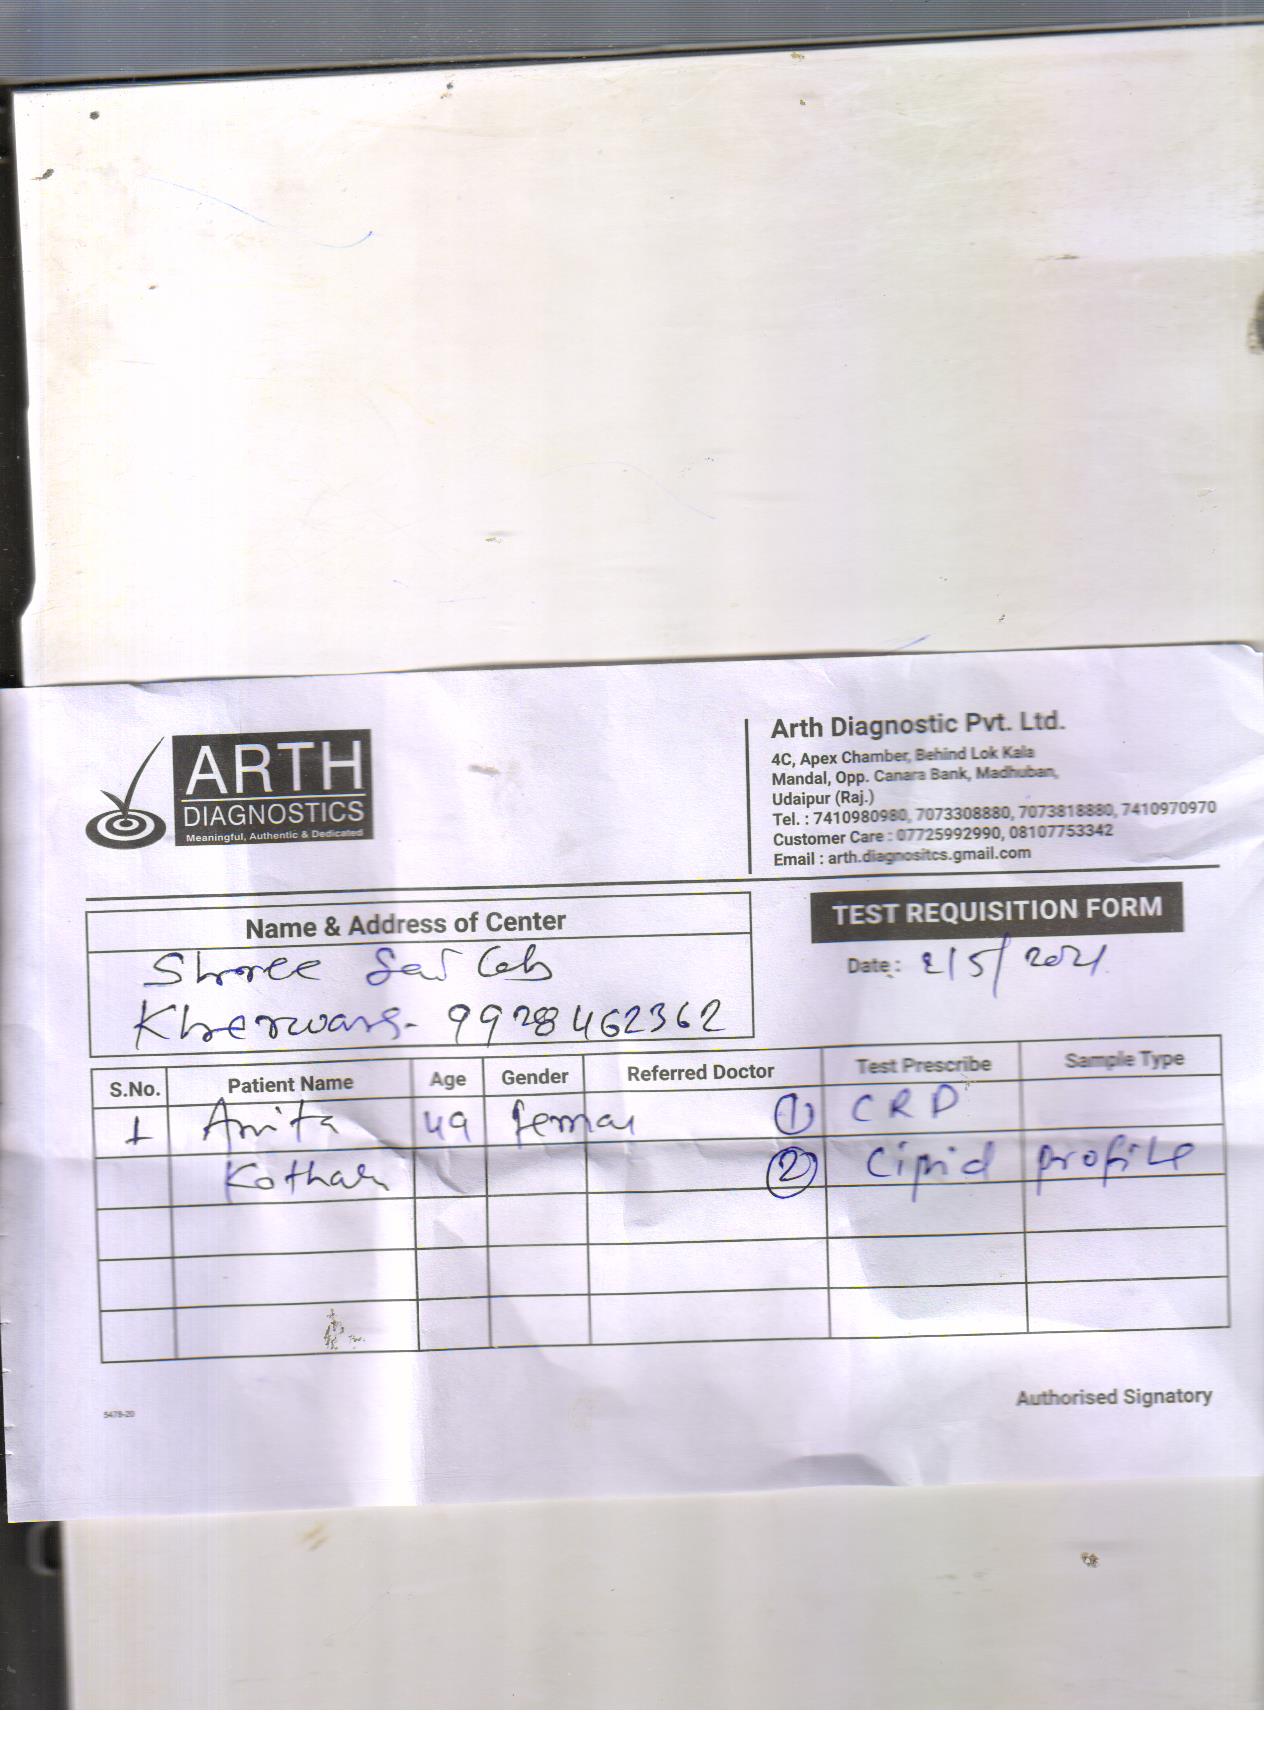 ARTH
DIAGNOSTICS
Meaningful, Authentic & Dedicated
Arth Diagnostic Pvt. Ltd.
4C, Apex Chamber, Behind Lok Kala
Mandal, Opp. Canara Bank, Madhuban,
Udaipur (Raj.)
Tel. : 7410980980, 7073308880, 7073818880, 7410970970
Customer Care : 07725992990, 08107753342
Email : arth.diagnositcs.gmail.com
Name & Address of Center
Shree Sai Lab
Kherwara - 9928462362
TEST REQUISITION FORM
Date : 2/5/2021
S.No. Patient Name Age Gender Referred Doctor Test Prescribe Sample Type
1 Anita 49 femal ① CRP
Kothari ② Lipid profile
5478-20
Authorised Signatory